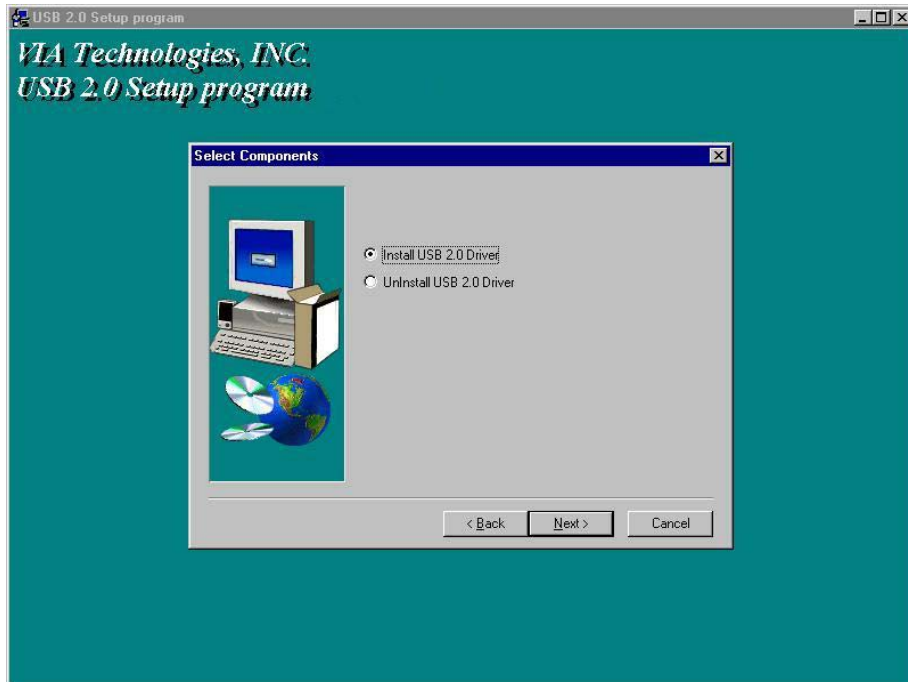 USB 2.0 Setup program
VIA Technologies, INC.
USB 2.0 Setup program
Select Components
Install USB 2.0 Driver
UnInstall USB 2.0 Driver
< Back Next > Cancel